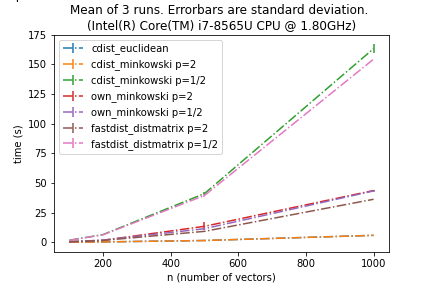 Mean of 3 runs. Errorbars are standard deviation.
(Intel(R) Core(TM) i7-8565U CPU @ 1.80GHz)
175
150
125
100
75
50
25
0
time (s)
cdist_euclidean
cdist_minkowski p=2
cdist_minkowski p=1/2
own_minkowski p=2
own_minkowski p=1/2
fastdist_distmatrix p=2
fastdist_distmatrix p=1/2
200
400
600
800
1000
n (number of vectors)